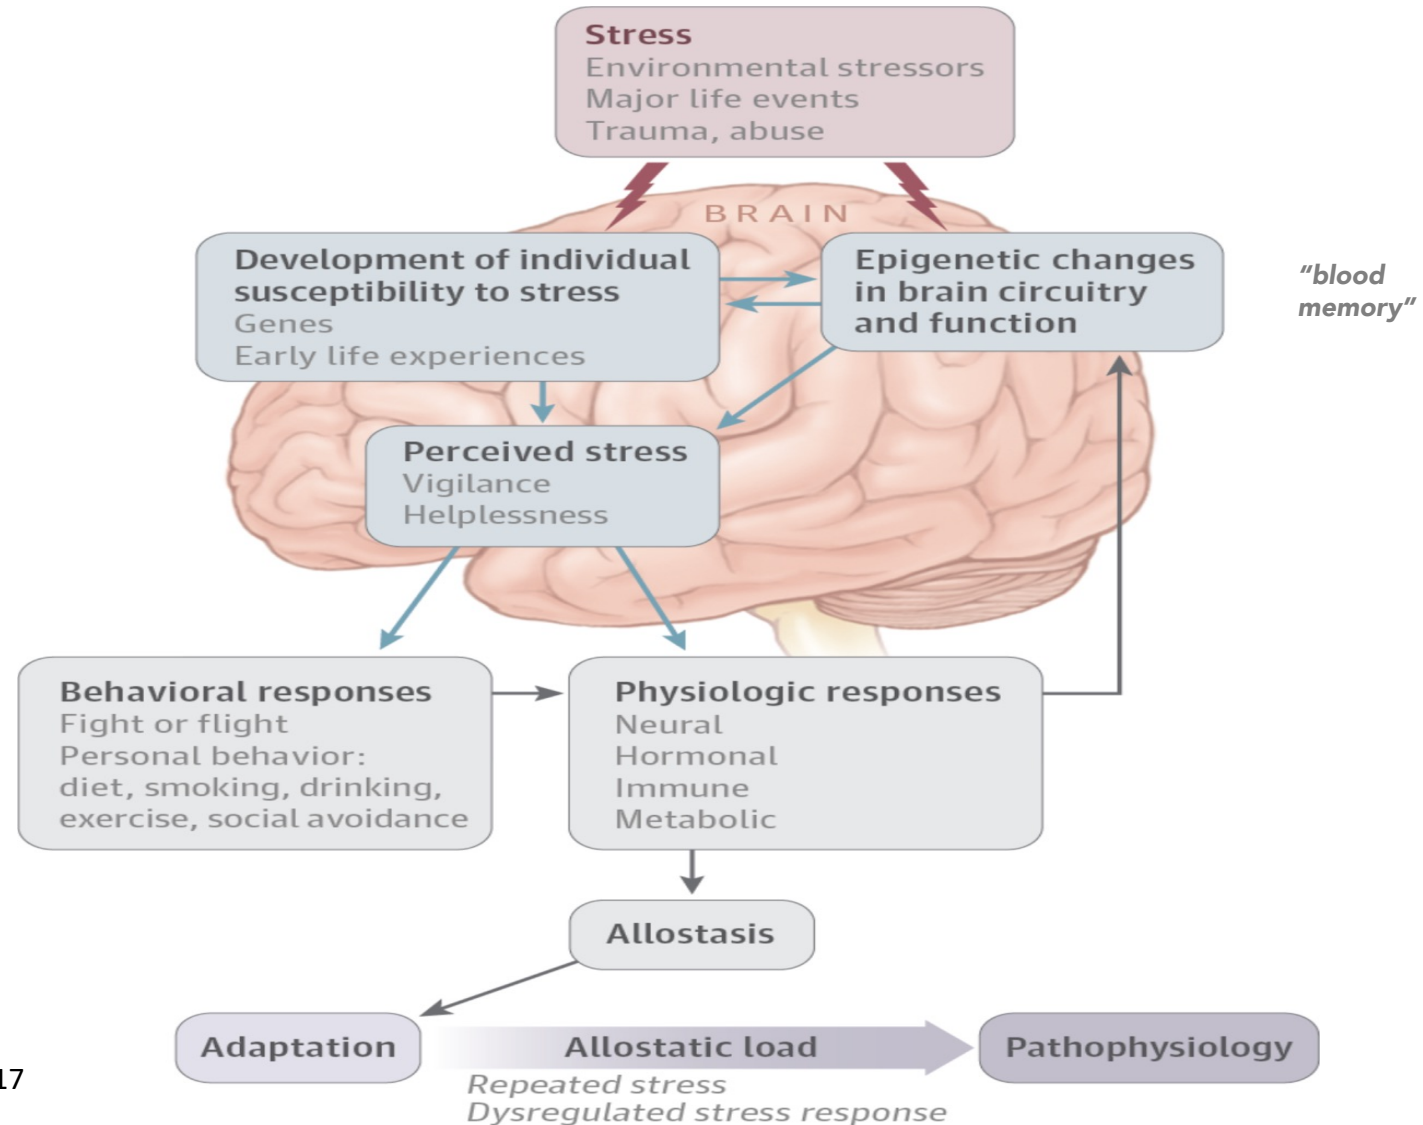 Stress
Environmental stressors
Major life events
Trauma, abuse
BRAIN
Development of individual
susceptibility to stress
Genes
Early life experiences
Epigenetic changes
in brain circuitry
and function
“blood
memory”
Perceived stress
Vigilance
Helplessness
Behavioral responses
Fight or flight
Personal behavior:
diet, smoking, drinking,
exercise, social avoidance
Physiologic responses
Neural
Hormonal
Immune
Metabolic
Allostasis
Adaptation
Allostatic load
Pathophysiology
Repeated stress
Dysregulated stress response
17